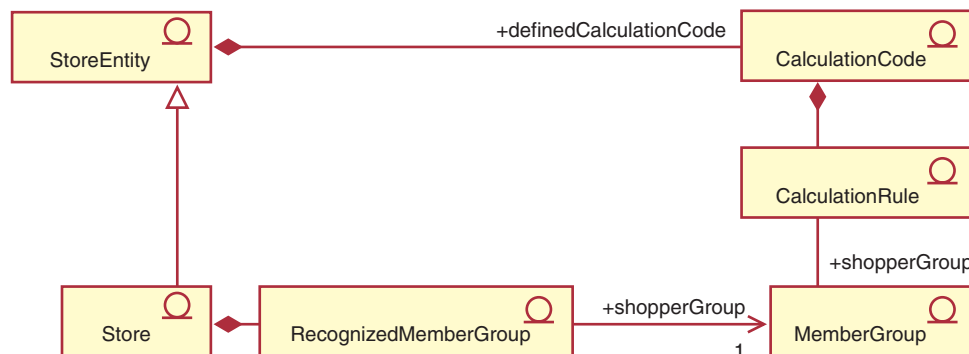 +definedCalculationCode
StoreEntity
CalculationCode
CalculationRule
+shopperGroup
+shopperGroup
Store
RecognizedMemberGroup
MemberGroup
1